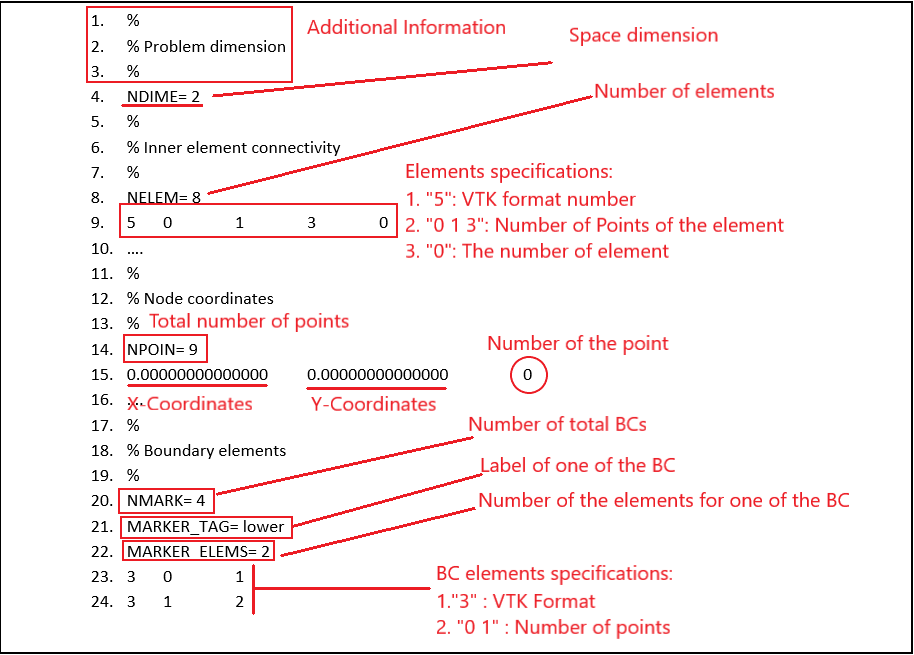 1. %
Additional Information
2. % Problem dimension
Space dimension
3. %
4. NDIME= 2
Number of elements
5. %
6. % Inner element connectivity
7. %
Elements specifications:
8. NELEM= 8
1. "5": VTK format number
9. 5 0 1 3 0
2. "0 1 3": Number of Points of the element
10. ....
3. "0": The number of element
11. %
12. % Node coordinates
13. % Total number of points
14. NPOIN= 9
Number of the point
15. 0.00000000000000 0.00000000000000 0
16. ....
X-Coordinates Y-Coordinates
17. %
Number of total BCs
18. % Boundary elements
Label of one of the BC
19. %
20. NMARK= 4
Number of the elements for one of the BC
21. MARKER_TAG= lower
22. MARKER_ELEMS= 2
23. 3 0 1
BC elements specifications:
24. 3 1 2
1."3" : VTK Format
2. "0 1" : Number of points